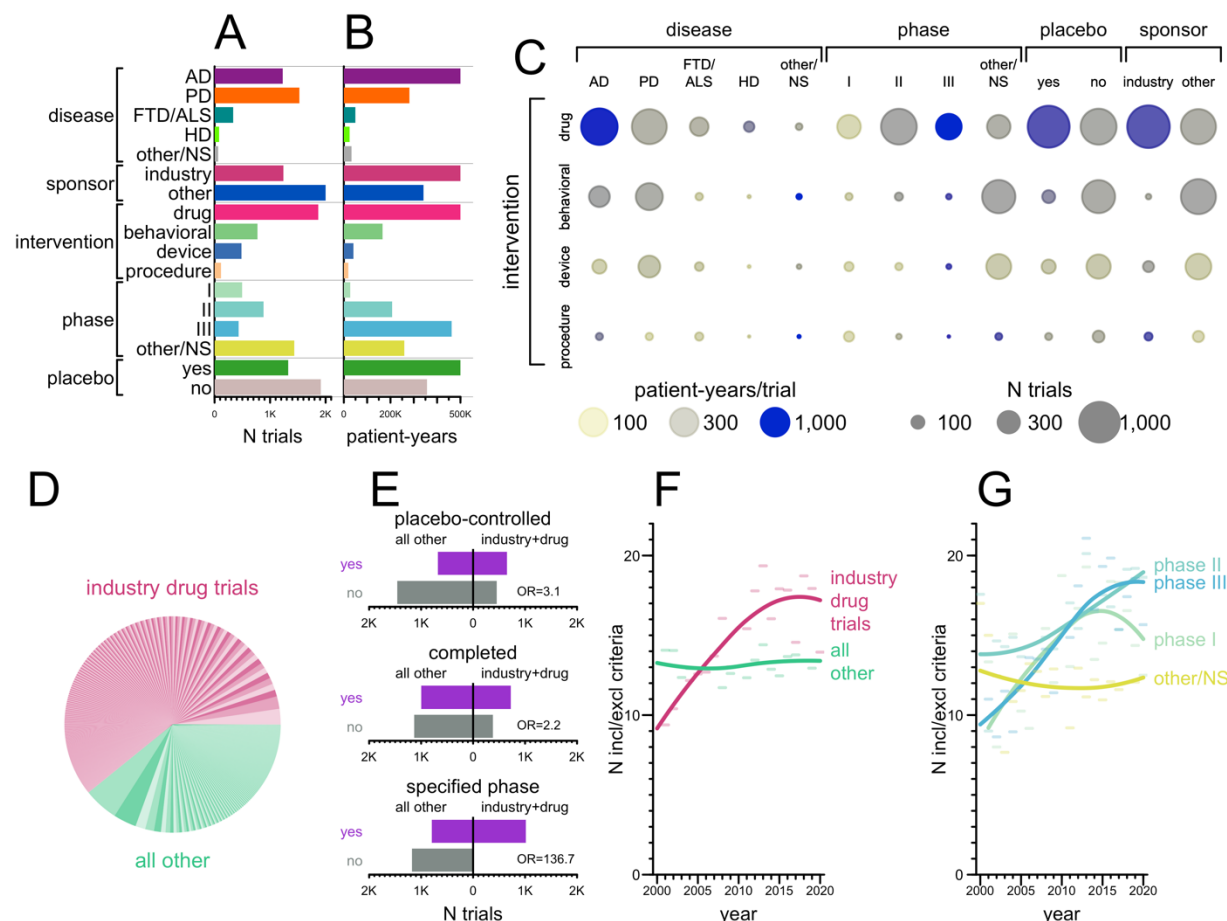 A
B
C
disease
phase
placebo
sponsor
AD
PD
FTD/
ALS
HD
other/
NS
I
II
III
other/
NS
yes
no
industry
other
intervention
drug
behavioral
device
procedure
disease
AD
PD
FTD/ALS
HD
other/NS
sponsor
industry
other
intervention
drug
behavioral
device
procedure
phase
I
II
III
other/NS
placebo
yes
no
0 1K 2K
N trials
0 200K 500K
patient-years
patient-years/trial
100 300 1,000
N trials
100 300 1,000
D
industry drug trials
all other
E
placebo-controlled
all other industry+drug
yes
no
OR=3.1
2K 1K 0 1K 2K
completed
all other industry+drug
yes
no
OR=2.2
2K 1K 0 1K 2K
specified phase
all other industry+drug
yes
no
OR=136.7
2K 1K 0 1K 2K
N trials
F
N incl/excl criteria
20
10
0
2000 2005 2010 2015 2020
year
industry
drug
trials
all
other
G
N incl/excl criteria
20
10
0
2000 2005 2010 2015 2020
year
phase II
phase III
phase I
other/NS